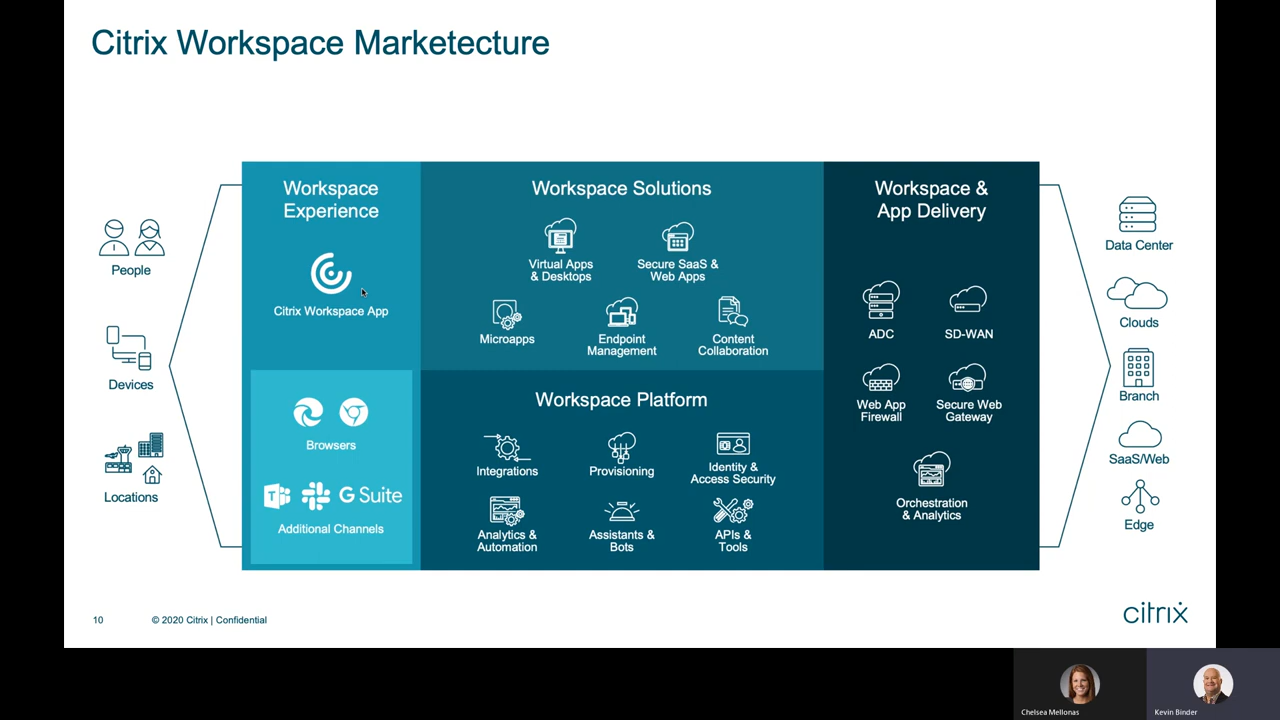 Citrix Workspace Marketecture
People
Devices
Locations
Workspace
Experience
Citrix Workspace App
Browsers
T
G Suite
Additional Channels
Workspace Solutions
Virtual Apps
& Desktops
Secure SaaS &
Web Apps
Microapps
Endpoint
Management
Content
Collaboration
Workspace Platform
Integrations
Provisioning
Identity &
Access Security
Analytics &
Automation
Assistants &
Bots
APIs &
Tools
Workspace &
App Delivery
ADC
SD-WAN
Web App
Firewall
Secure Web
Gateway
Orchestration
& Analytics
Data Center
Clouds
Branch
SaaS/Web
Edge
10
© 2020 Citrix | Confidential
citrix
Chelsea Mellonas
Kevin Binder